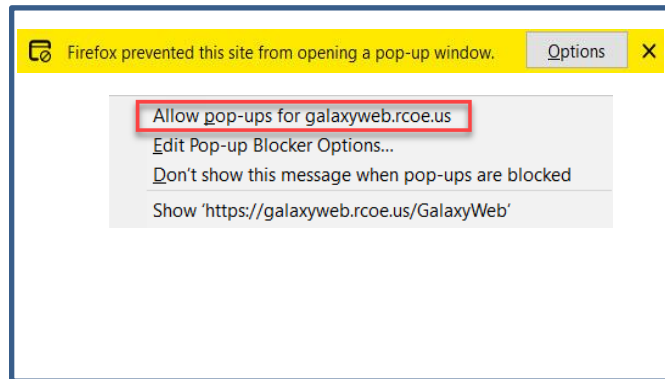 Firefox prevented this site from opening a pop-up window. Options
Allow pop-ups for galaxyweb.rcoe.us
Edit Pop-up Blocker Options...
Don't show this message when pop-ups are blocked
Show ‘https://galaxyweb.rcoe.us/GalaxyWeb’